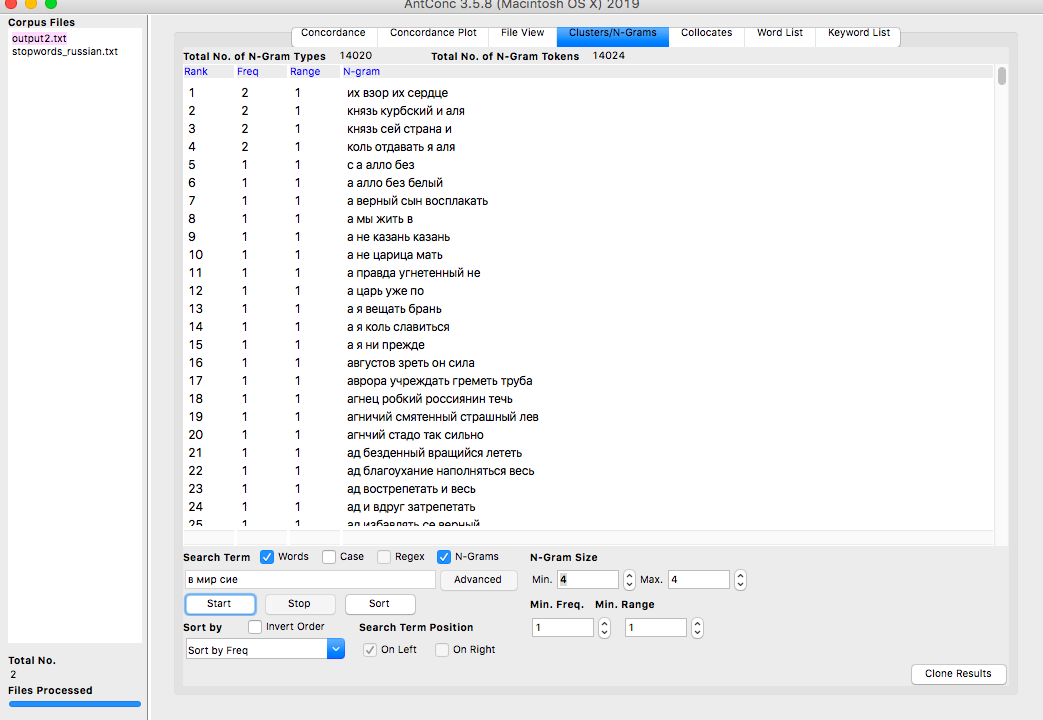 AntConc 3.5.8 (Macintosh OS X) 2019
Corpus Files
output2.txt
stopwords_russian.txt
Concordance Concordance Plot File View Clusters/N-Grams Collocates Word List Keyword List
Total No. of N-Gram Types 14020 Total No. of N-Gram Tokens 14024
Rank Freq Range N-gram
1 2 1 их взор их сердце
2 2 1 князь курбский и аля
3 2 1 князь сей страна и
4 2 1 коль отдавать я аля
5 1 1 с а алло без
6 1 1 а алло без белый
7 1 1 а верный сын восплакать
8 1 1 а мы жить в
9 1 1 а не казань казань
10 1 1 а не царица мать
11 1 1 а правда угнетенный не
12 1 1 а царь уже по
13 1 1 а я вещать брань
14 1 1 а я коль славиться
15 1 1 а я ни прежде
16 1 1 августов зреть он сила
17 1 1 аврора учреждать греметь труба
18 1 1 агнец робкий россиянин течь
19 1 1 агничий смятенный страшный лев
20 1 1 агнчий стадо так сильно
21 1 1 ад безденный вращийся лететь
22 1 1 ад благоухание наполняться весь
23 1 1 ад вострепетать и весь
24 1 1 ад и вдруг затрепетать
25 1 1 ад избавлять се верный
Search Term Words Case Regex N-Grams N-Gram Size
в мир сие Advanced Min. 4 Max. 4
Start Stop Sort Min. Freq. Min. Range
Sort by Invert Order Search Term Position 1 1
Sort by Freq On Left On Right
Total No.
2
Files Processed
Clone Results